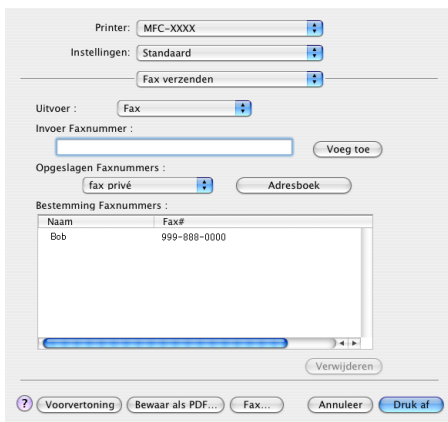 Printer: MFC-XXXX
Instellingen: Standaard
Fax verzenden
Uitvoer : Fax
Invoer Faxnummer :
Voeg toe
Opgeslagen Faxnummers :
fax privé Adresboek
Bestemming Faxnummers :
Naam Fax#
Bob 999-888-0000
Verwijderen
? Voorvertoning Bewaar als PDF... Fax... Annuleer Druk af